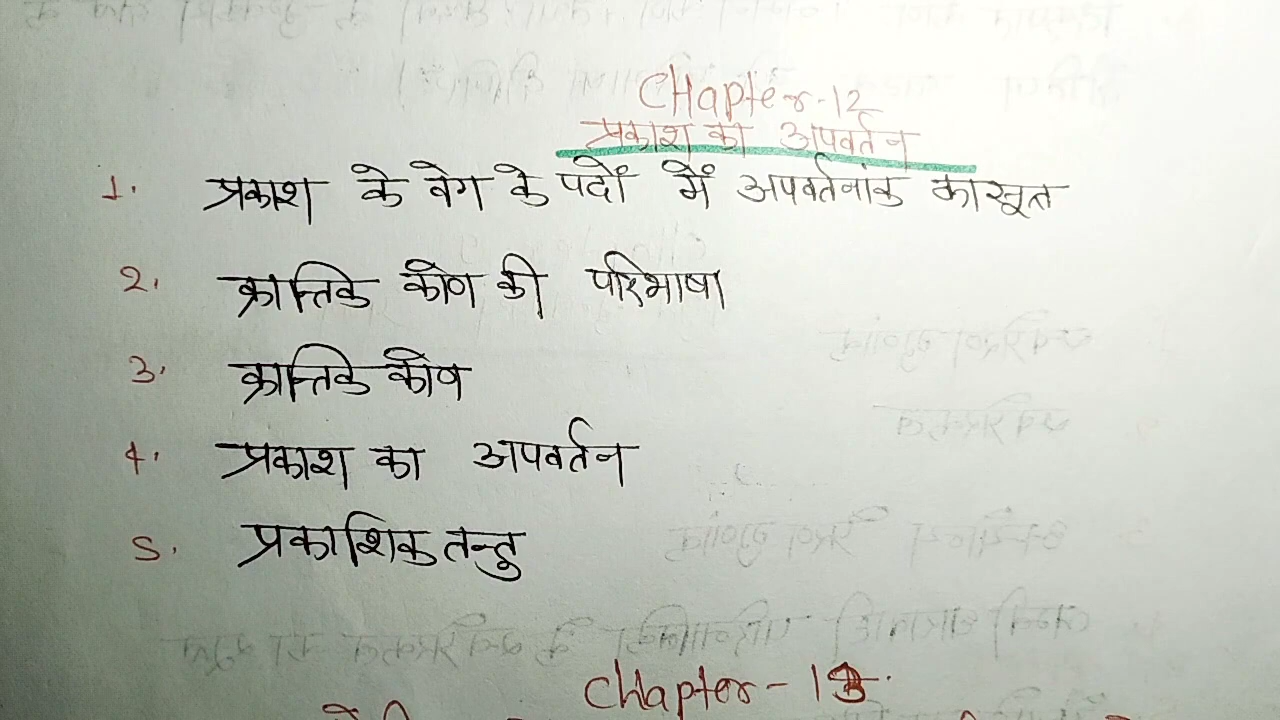 Chapter-12
प्रकाश का अपवर्तन
1. प्रकाश के वेग के पदों में अपवर्तनांक का सूत्र
2. क्रान्तिक कोण की परिभाषा
3. क्रान्तिक कोण
4. प्रकाश का अपवर्तन
5. प्रकाशिक तन्तु
Chapter-13.